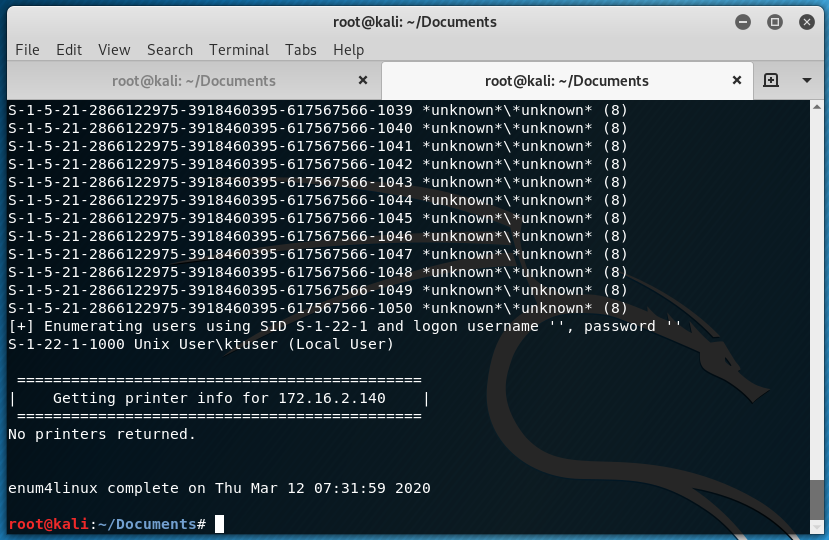 root@kali: ~/Documents
File Edit View Search Terminal Tabs Help
root@kali: ~/Documents root@kali: ~/Documents
S-1-5-21-2866122975-3918460395-617567566-1039 *unknown*\*unknown* (8)
S-1-5-21-2866122975-3918460395-617567566-1040 *unknown*\*unknown* (8)
S-1-5-21-2866122975-3918460395-617567566-1041 *unknown*\*unknown* (8)
S-1-5-21-2866122975-3918460395-617567566-1042 *unknown*\*unknown* (8)
S-1-5-21-2866122975-3918460395-617567566-1043 *unknown*\*unknown* (8)
S-1-5-21-2866122975-3918460395-617567566-1044 *unknown*\*unknown* (8)
S-1-5-21-2866122975-3918460395-617567566-1045 *unknown*\*unknown* (8)
S-1-5-21-2866122975-3918460395-617567566-1046 *unknown*\*unknown* (8)
S-1-5-21-2866122975-3918460395-617567566-1047 *unknown*\*unknown* (8)
S-1-5-21-2866122975-3918460395-617567566-1048 *unknown*\*unknown* (8)
S-1-5-21-2866122975-3918460395-617567566-1049 *unknown*\*unknown* (8)
S-1-5-21-2866122975-3918460395-617567566-1050 *unknown*\*unknown* (8)
[+] Enumerating users using SID S-1-22-1 and logon username '', password ''
S-1-22-1-1000 Unix User\ktuser (Local User)
=============================================
|    Getting printer info for 172.16.2.140    |
=============================================
No printers returned.
enum4linux complete on Thu Mar 12 07:31:59 2020
root@kali:~/Documents#